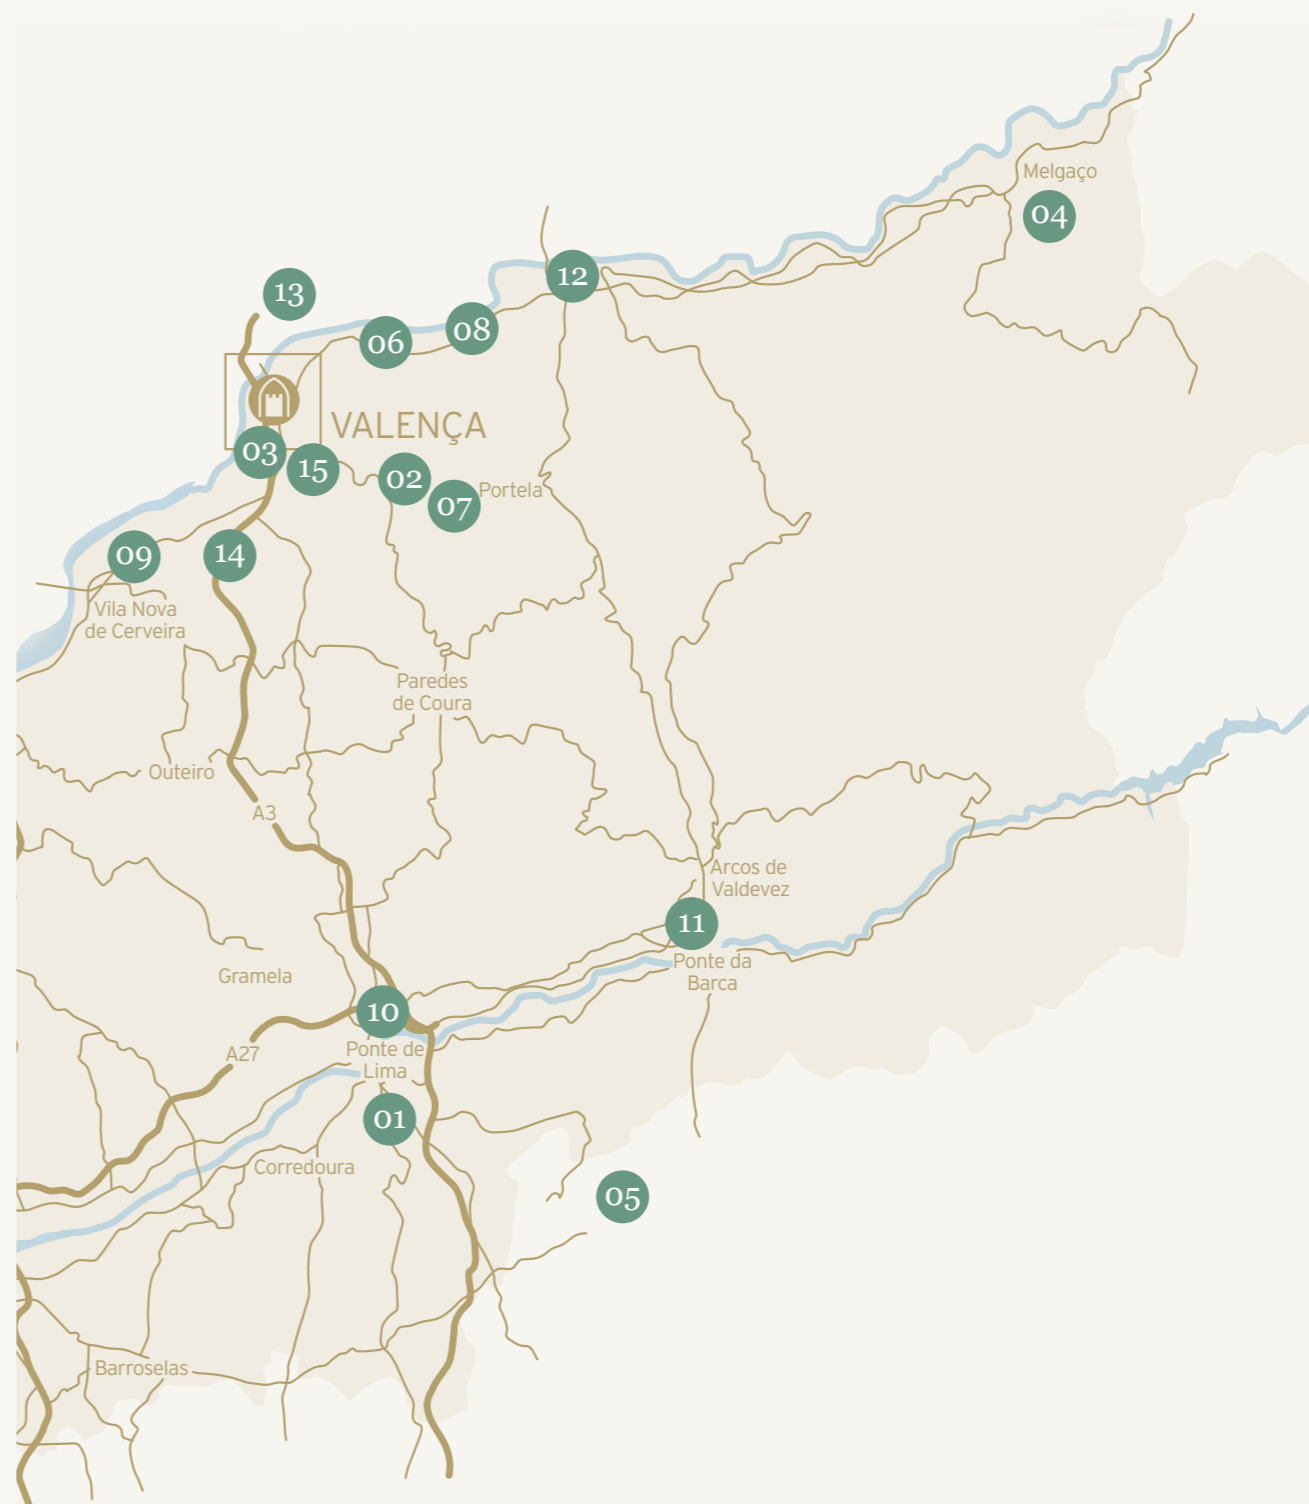 Melgaço
04
12
13
08
06
VALENÇA
03
15
02
07
Portela
09
14
Vila Nova
de Cerveira
Paredes
de Coura
Outeiro
A3
Arcos de
Valdevez
11
Ponte da
Barca
Gramela
10
A27
Ponte de
Lima
01
Corredoura
05
Barroselas